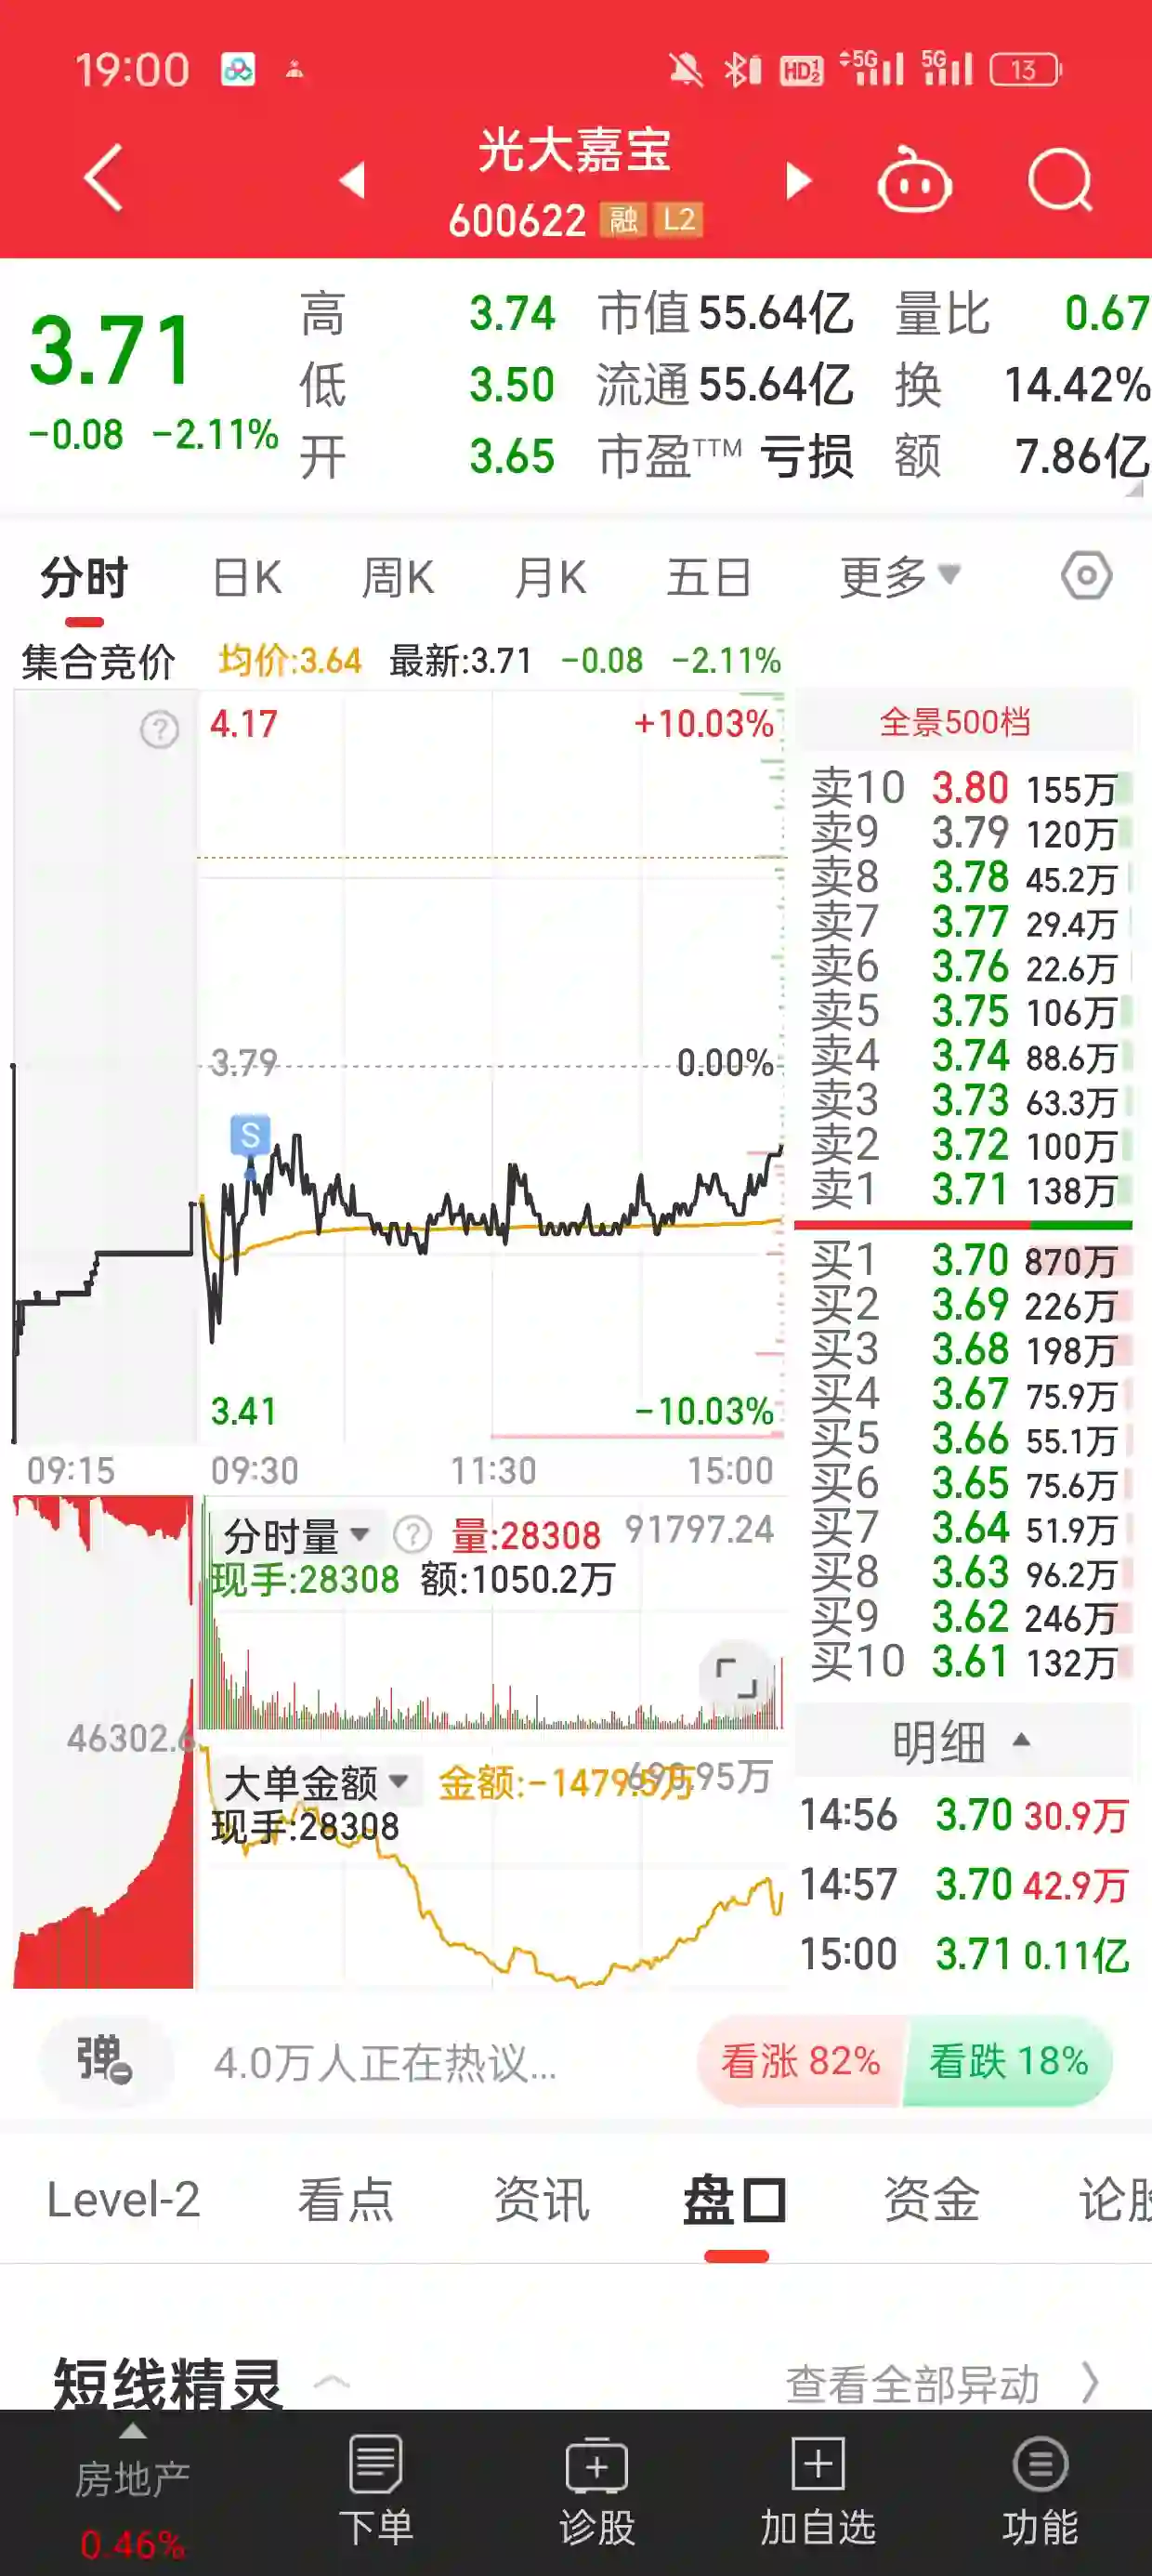 19:00 HD 1 2 5G 5G 13
光大嘉宝
600622 融 L2
3.71
-0.08 -2.11%
高 3.74 市值 55.64亿 量比 0.67
低 3.50 流通 55.64亿 换 14.42%
开 3.65 市盈TTM 亏损 额 7.86亿
分时 日K 周K 月K 五日 更多
集合竞价 均价:3.64 最新:3.71 -0.08 -2.11%
? 4.17 +10.03%
3.79 0.00%
S
3.41 -10.03%
09:15 09:30 11:30 15:00
全景500档
卖10 3.80 155万
卖9 3.79 120万
卖8 3.78 45.2万
卖7 3.77 29.4万
卖6 3.76 22.6万
卖5 3.75 106万
卖4 3.74 88.6万
卖3 3.73 63.3万
卖2 3.72 100万
卖1 3.71 138万
买1 3.70 870万
买2 3.69 226万
买3 3.68 198万
买4 3.67 75.9万
买5 3.66 55.1万
买6 3.65 75.6万
买7 3.64 51.9万
买8 3.63 96.2万
买9 3.62 246万
买10 3.61 132万
分时量 ? 量:28308 91797.24
现手:28308 额:1050.2万
46302.6
大单金额 金额:-1479.5万
现手:28308
明细
14:56 3.70 30.9万
14:57 3.70 42.9万
15:00 3.71 0.11亿
弹 4.0万人正在热议... 看涨 82% 看跌 18%
Level-2 看点 资讯 盘口 资金 论股
短线精灵 查看全部异动
房地产
0.46%
下单 诊股 加自选 功能